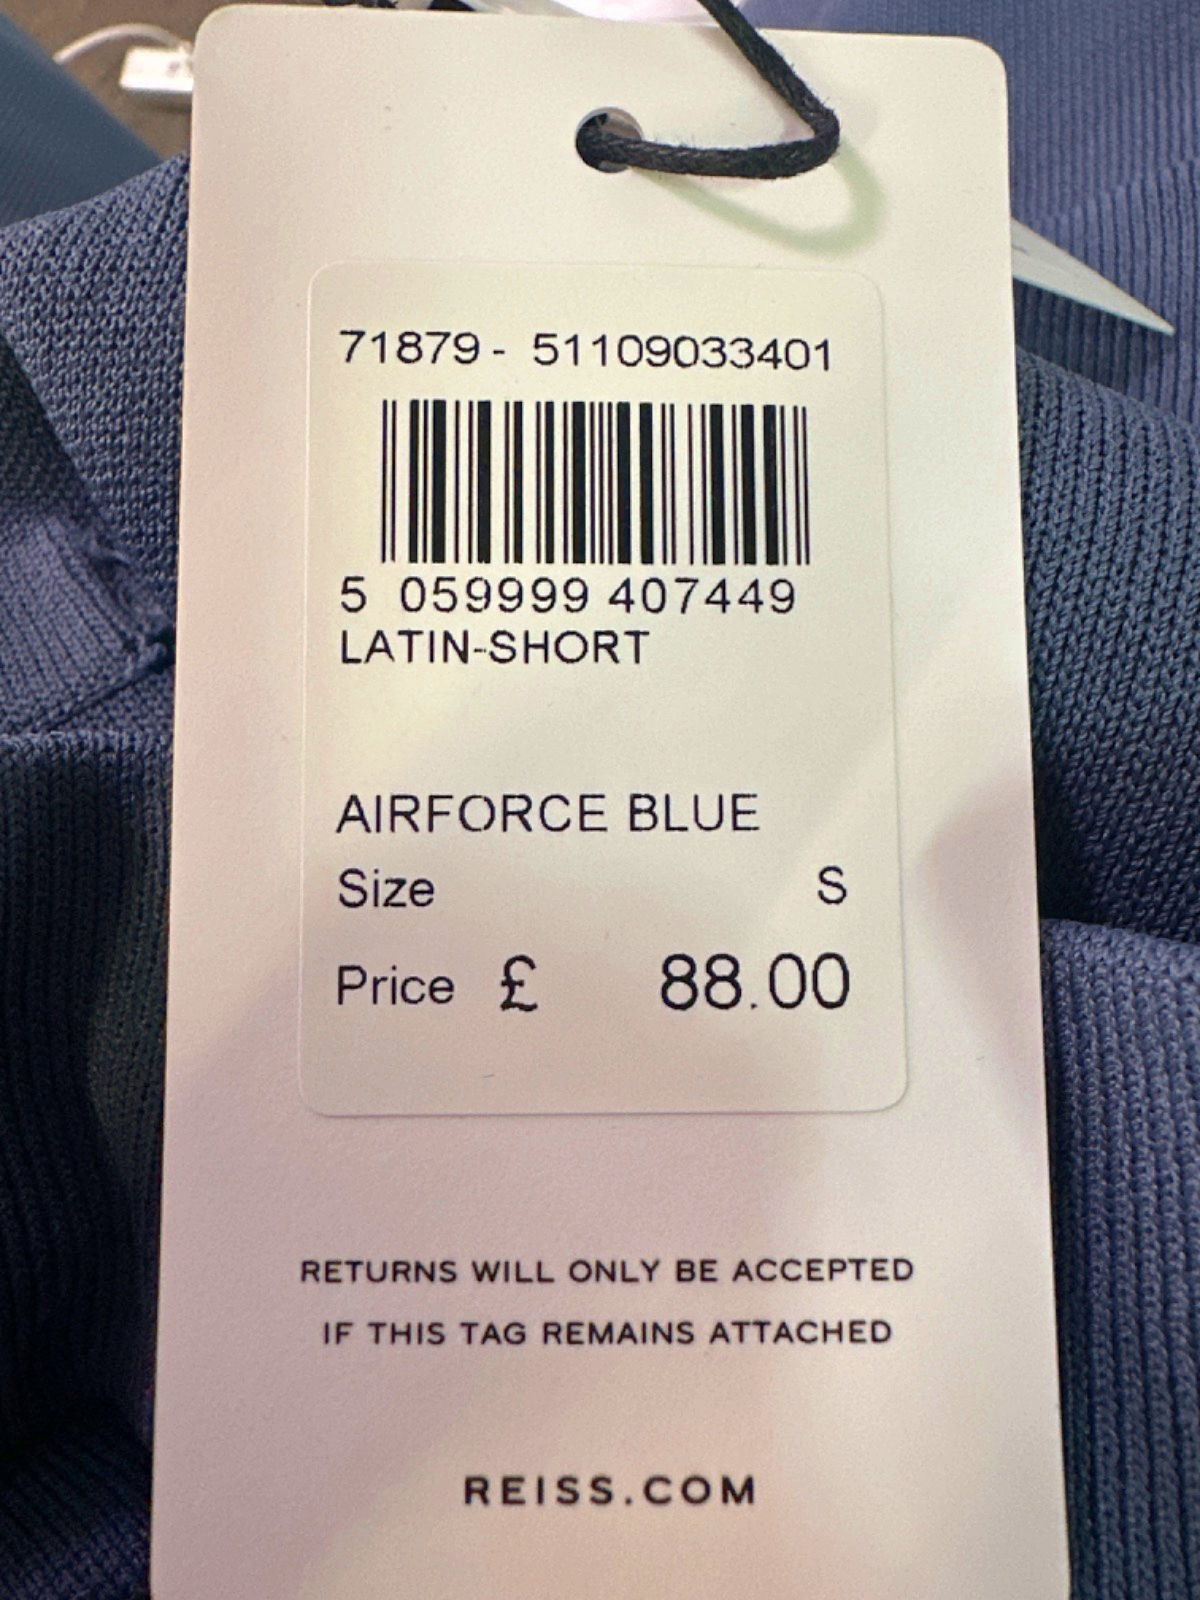 71879- 51109033401
5 059999 407449
LATIN-SHORT
AIRFORCE BLUE
Size S
Price £ 88.00
RETURNS WILL ONLY BE ACCEPTED
IF THIS TAG REMAINS ATTACHED
REISS.COM